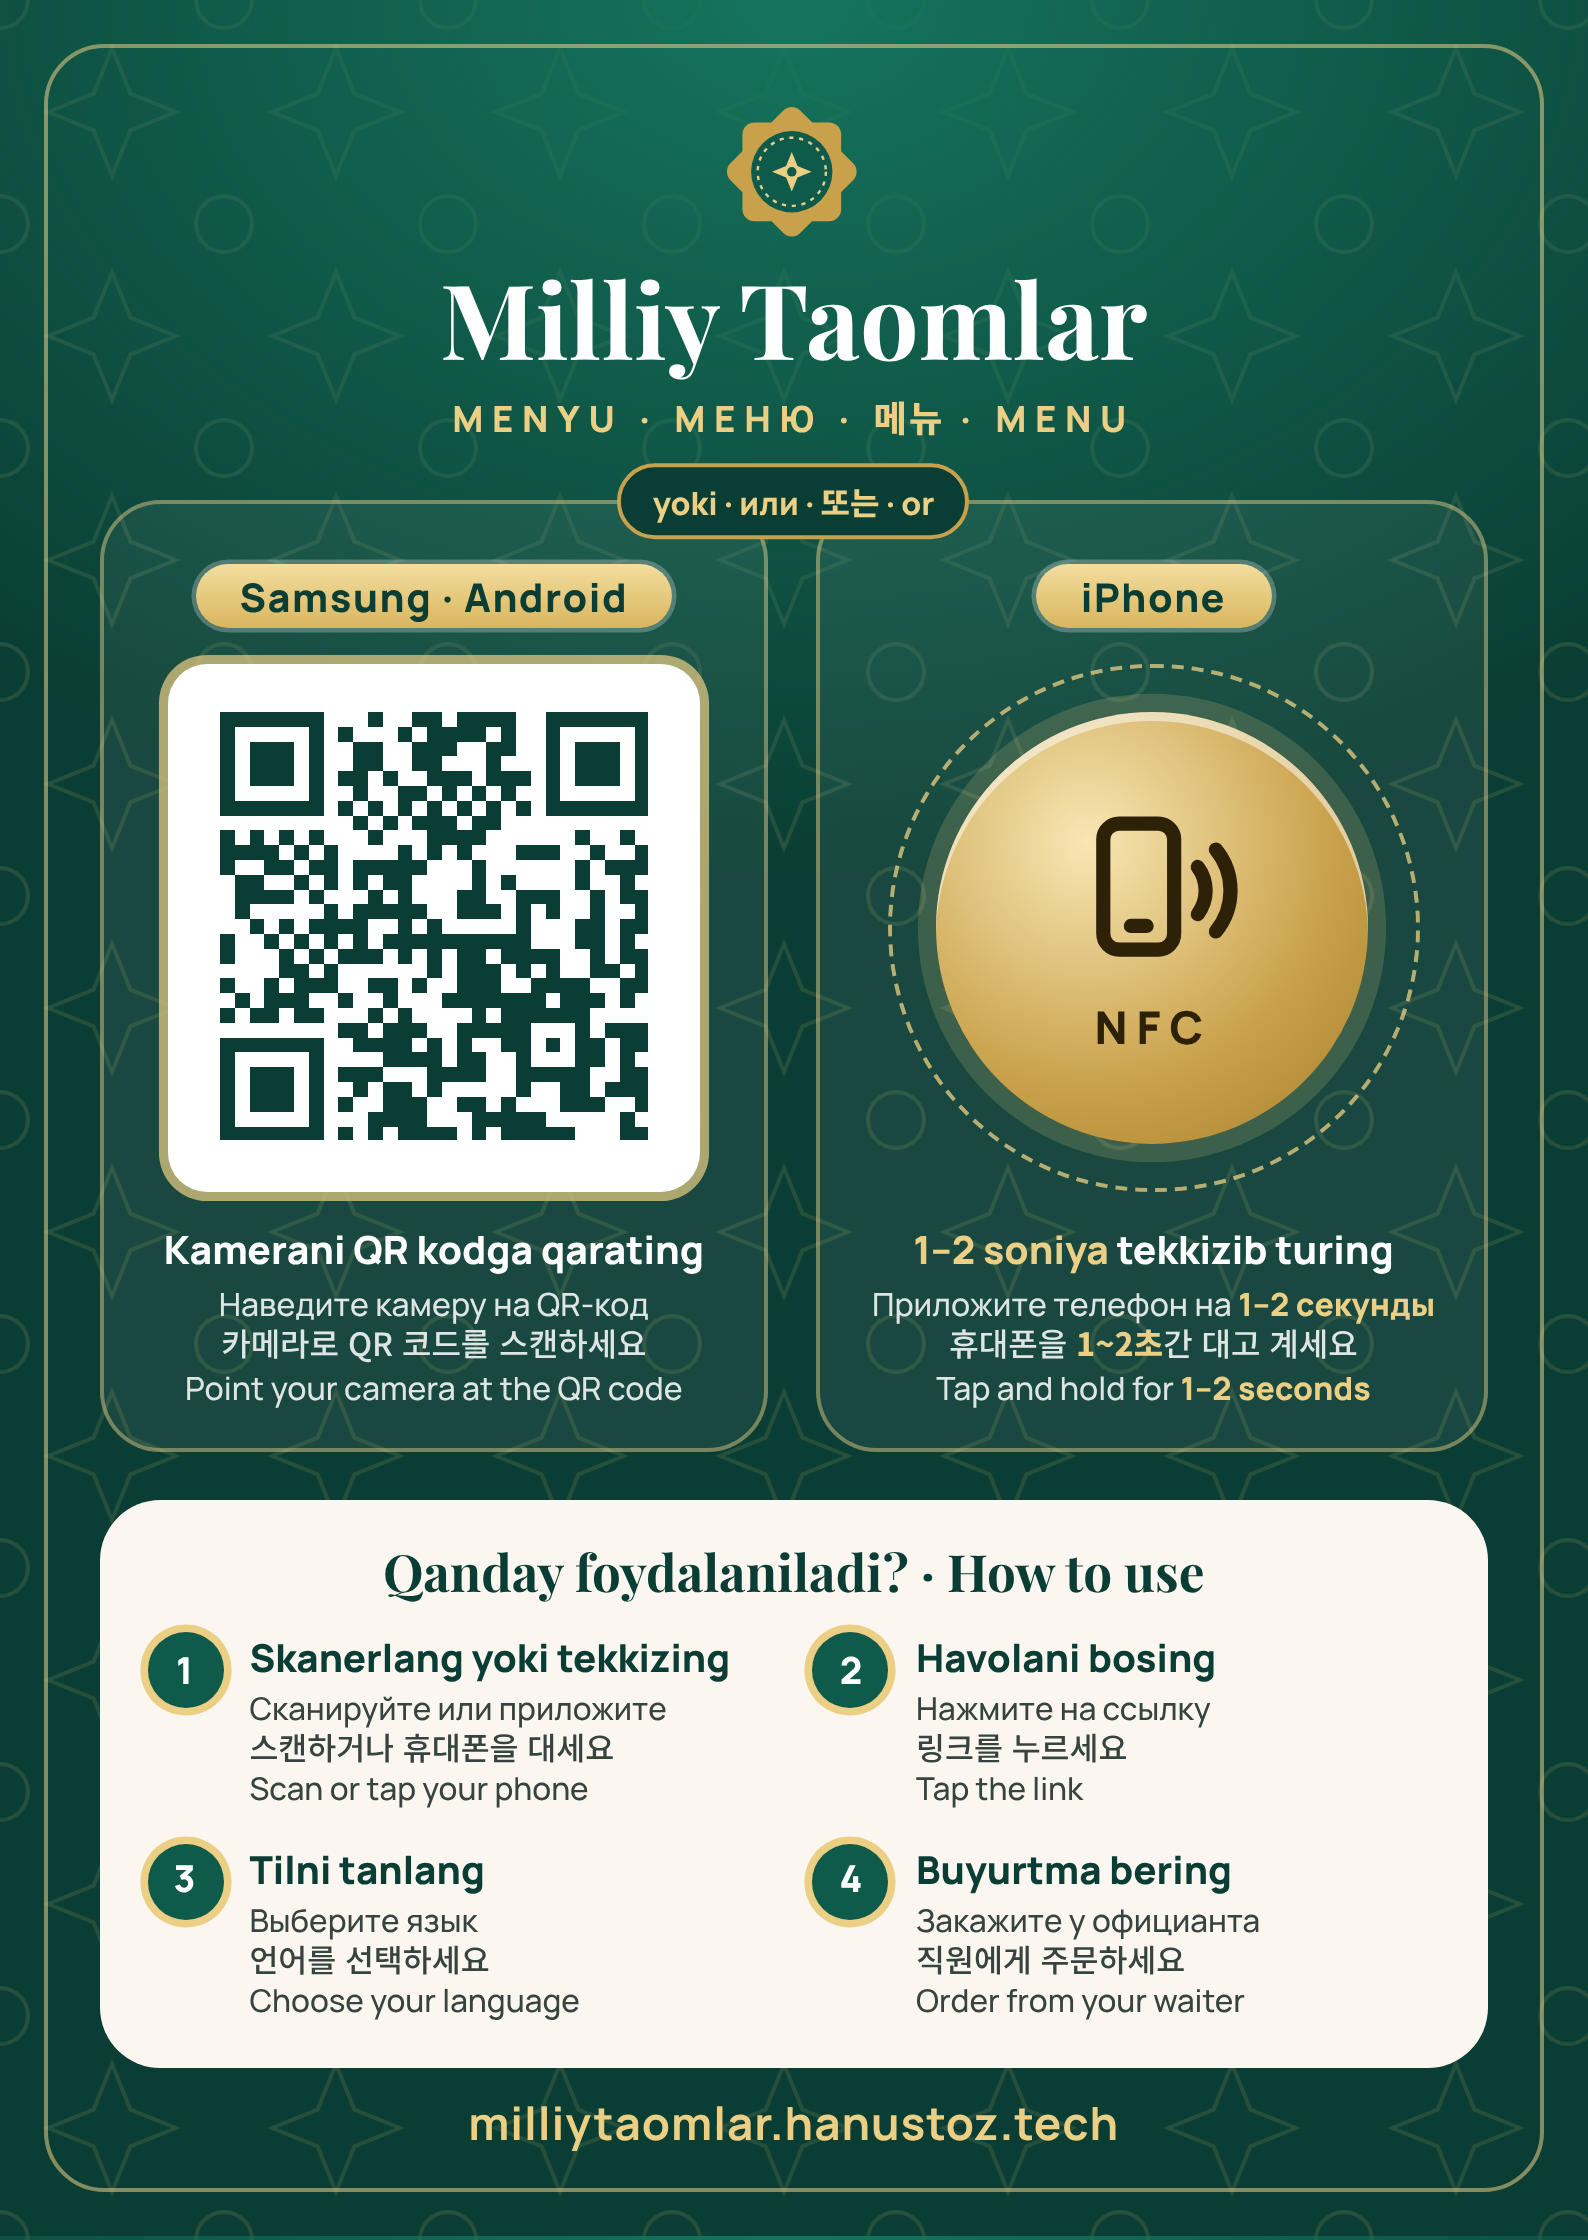 Milliy Taomlar
MENYU · МЕНЮ · 메뉴 · MENU
yoki · или · 또는 · or
Samsung · Android
Kamerani QR kodga qarating
Наведите камеру на QR-код
카메라로 QR 코드를 스캔하세요
Point your camera at the QR code
iPhone
NFC
1–2 soniya tekkizib turing
Приложите телефон на 1–2 секунды
휴대폰을 1~2초간 대고 계세요
Tap and hold for 1–2 seconds
Qanday foydalaniladi? · How to use
1
Skanerlang yoki tekkizing
Сканируйте или приложите
스캔하거나 휴대폰을 대세요
Scan or tap your phone
2
Havolani bosing
Нажмите на ссылку
링크를 누르세요
Tap the link
3
Tilni tanlang
Выберите язык
언어를 선택하세요
Choose your language
4
Buyurtma bering
Закажите у официанта
직원에게 주문하세요
Order from your waiter
milliytaomlar.hanustoz.tech